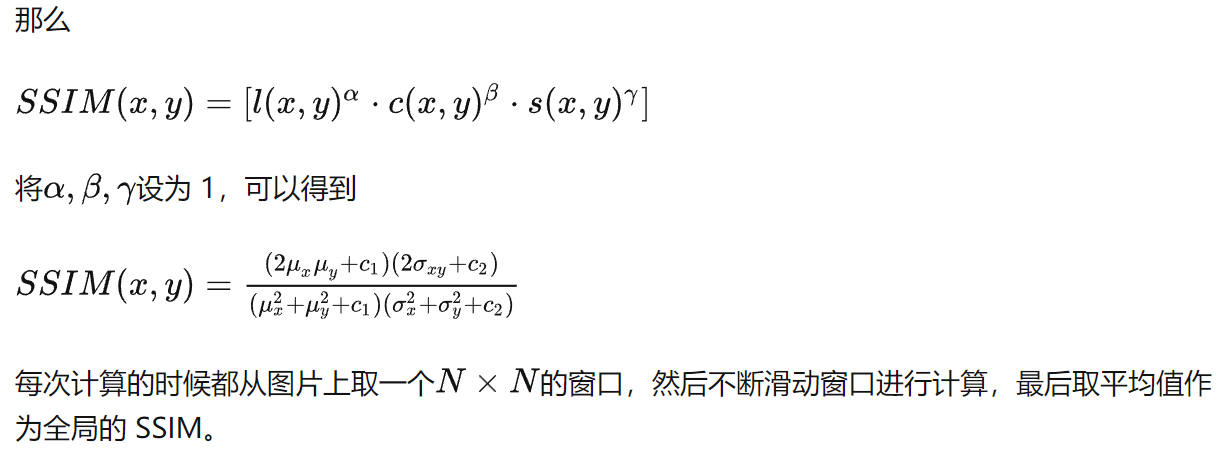 那么
$SSIM(x, y) = [l(x, y)^{\alpha} \cdot c(x, y)^{\beta} \cdot s(x, y)^{\gamma}]$
将$\alpha, \beta, \gamma$设为 1，可以得到
$SSIM(x, y) = \frac{(2\mu_x\mu_y+c_1)(2\sigma_{xy}+c_2)}{(\mu_x^2+\mu_y^2+c_1)(\sigma_x^2+\sigma_y^2+c_2)}$
每次计算的时候都从图片上取一个$N \times N$的窗口，然后不断滑动窗口进行计算，最后取平均值作
为全局的 SSIM。